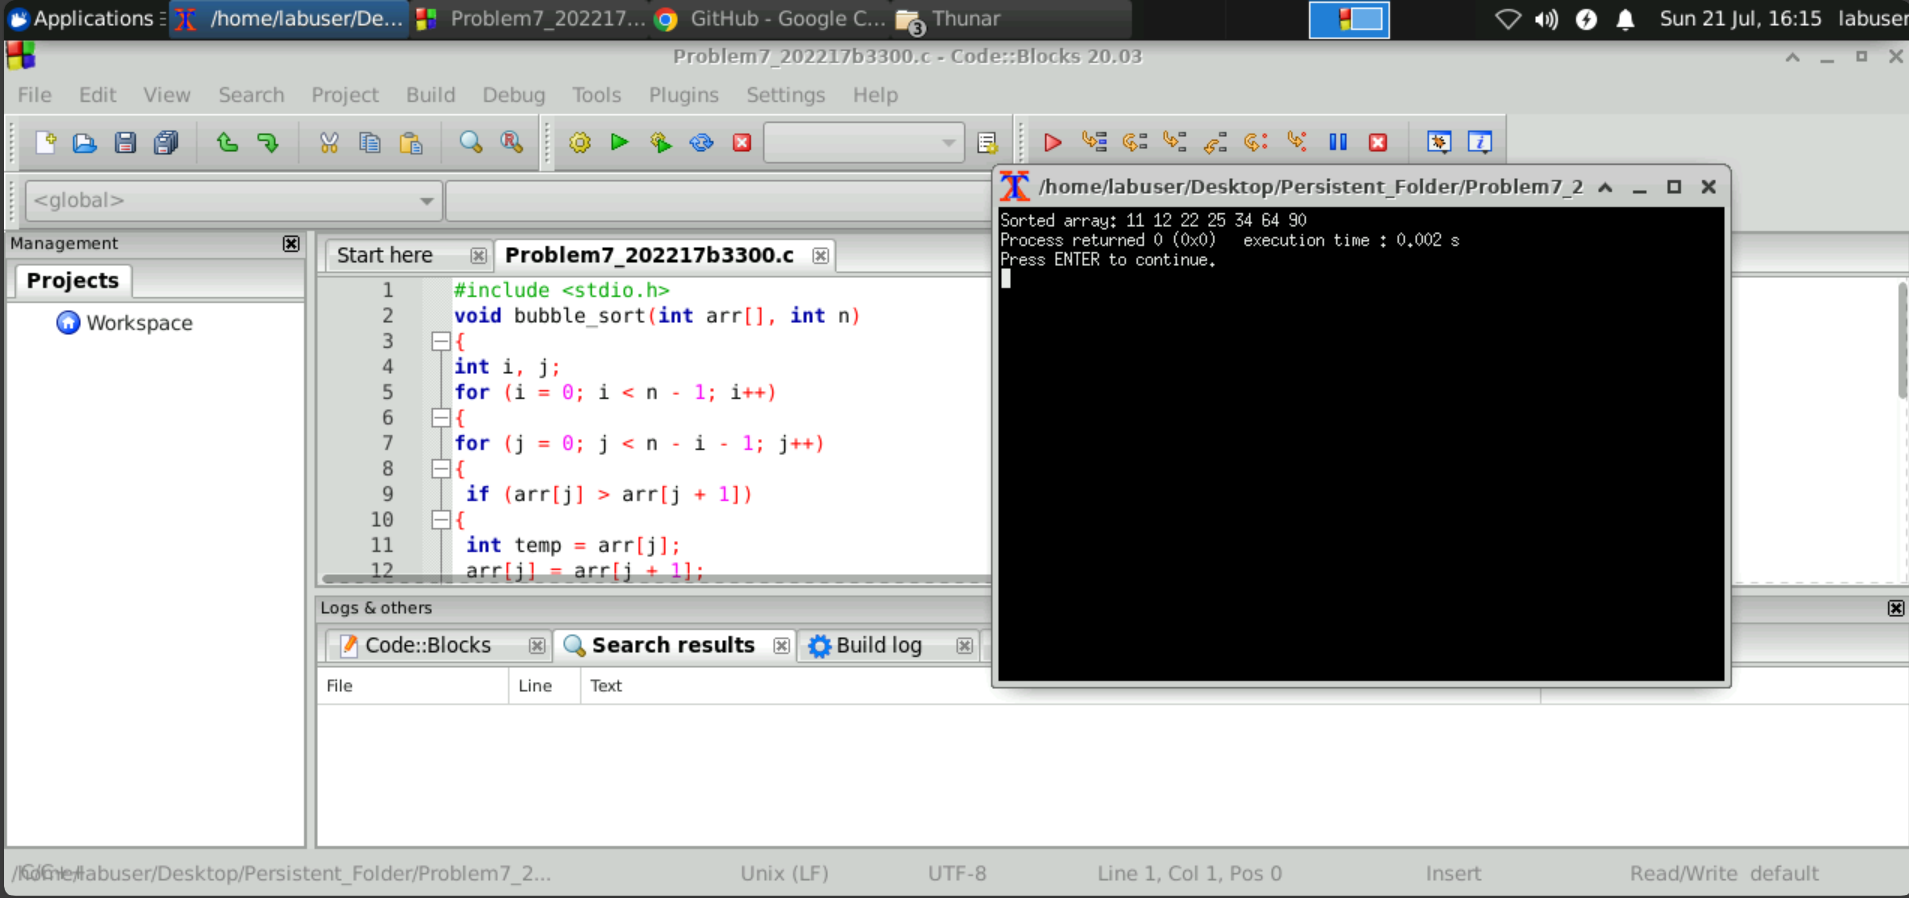 Applications
/home/labuser/De...
Problem7_202217...
GitHub - Google C...
3
Thunar
Sun 21 Jul, 16:15
labuser
Problem7_202217b3300.c - Code::Blocks 20.03
File Edit View Search Project Build Debug Tools Plugins Settings Help
<global>
/home/labuser/Desktop/Persistent_Folder/Problem7_2
Sorted array: 11 12 22 25 34 64 90
Process returned 0 (0x0)   execution time : 0.002 s
Press ENTER to continue.
Management
Projects
Workspace
Start here
Problem7_202217b3300.c
1 #include <stdio.h>
2 void bubble_sort(int arr[], int n)
3 {
4 int i, j;
5 for (i = 0; i < n - 1; i++)
6 {
7 for (j = 0; j < n - i - 1; j++)
8 {
9 if (arr[j] > arr[j + 1])
10 {
11 int temp = arr[j];
12 arr[j] = arr[j + 1];
Logs & others
Code::Blocks
Search results
Build log
File Line Text
/home/labuser/Desktop/Persistent_Folder/Problem7_2...
C/C++
Unix (LF)
UTF-8
Line 1, Col 1, Pos 0
Insert
Read/Write default